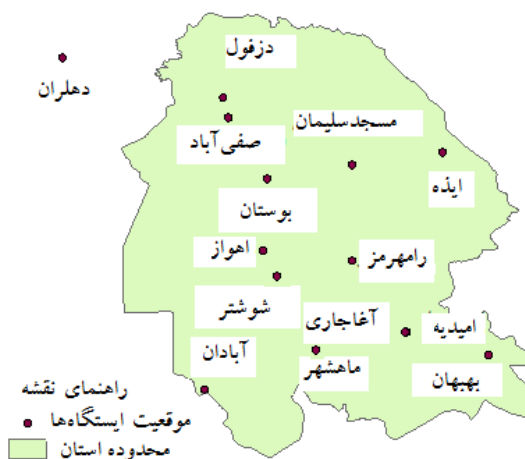 دزفول
دهلران
مسجدسلیمان
صفی‌آباد
ایذه
بوستان
اهواز
رامهرمز
شوشتر
آغاجاری
امیدیه
آبادان
ماهشهر
بهبهان
راهنمای نقشه
موقعیت ایستگاه‌ها
محدوده استان